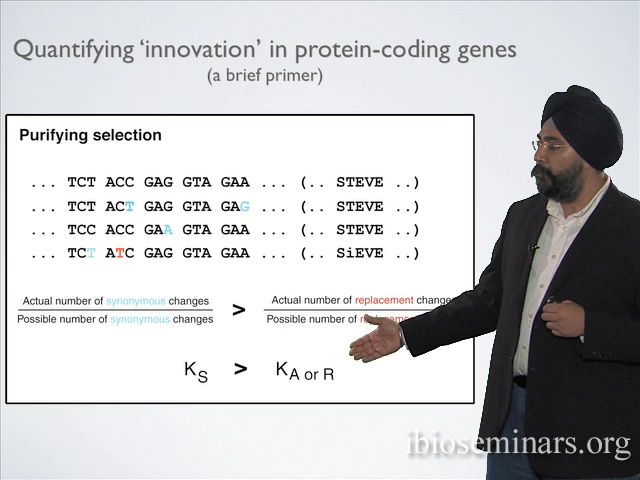 Quantifying ‘innovation’ in protein-coding genes
(a brief primer)
Purifying selection
... TCT ACC GAG GTA GAA ... (.. STEVE ..)
... TCT ACT GAG GTA GAG ... (.. STEVE ..)
... TCC ACC GAA GTA GAA ... (.. STEVE ..)
... TCT ATC GAG GTA GAA ... (.. SiEVE ..)
Actual number of synonymous changes
Possible number of synonymous changes
>
Actual number of replacement
Possible number of
KS > KA or R
ibioseminars.org